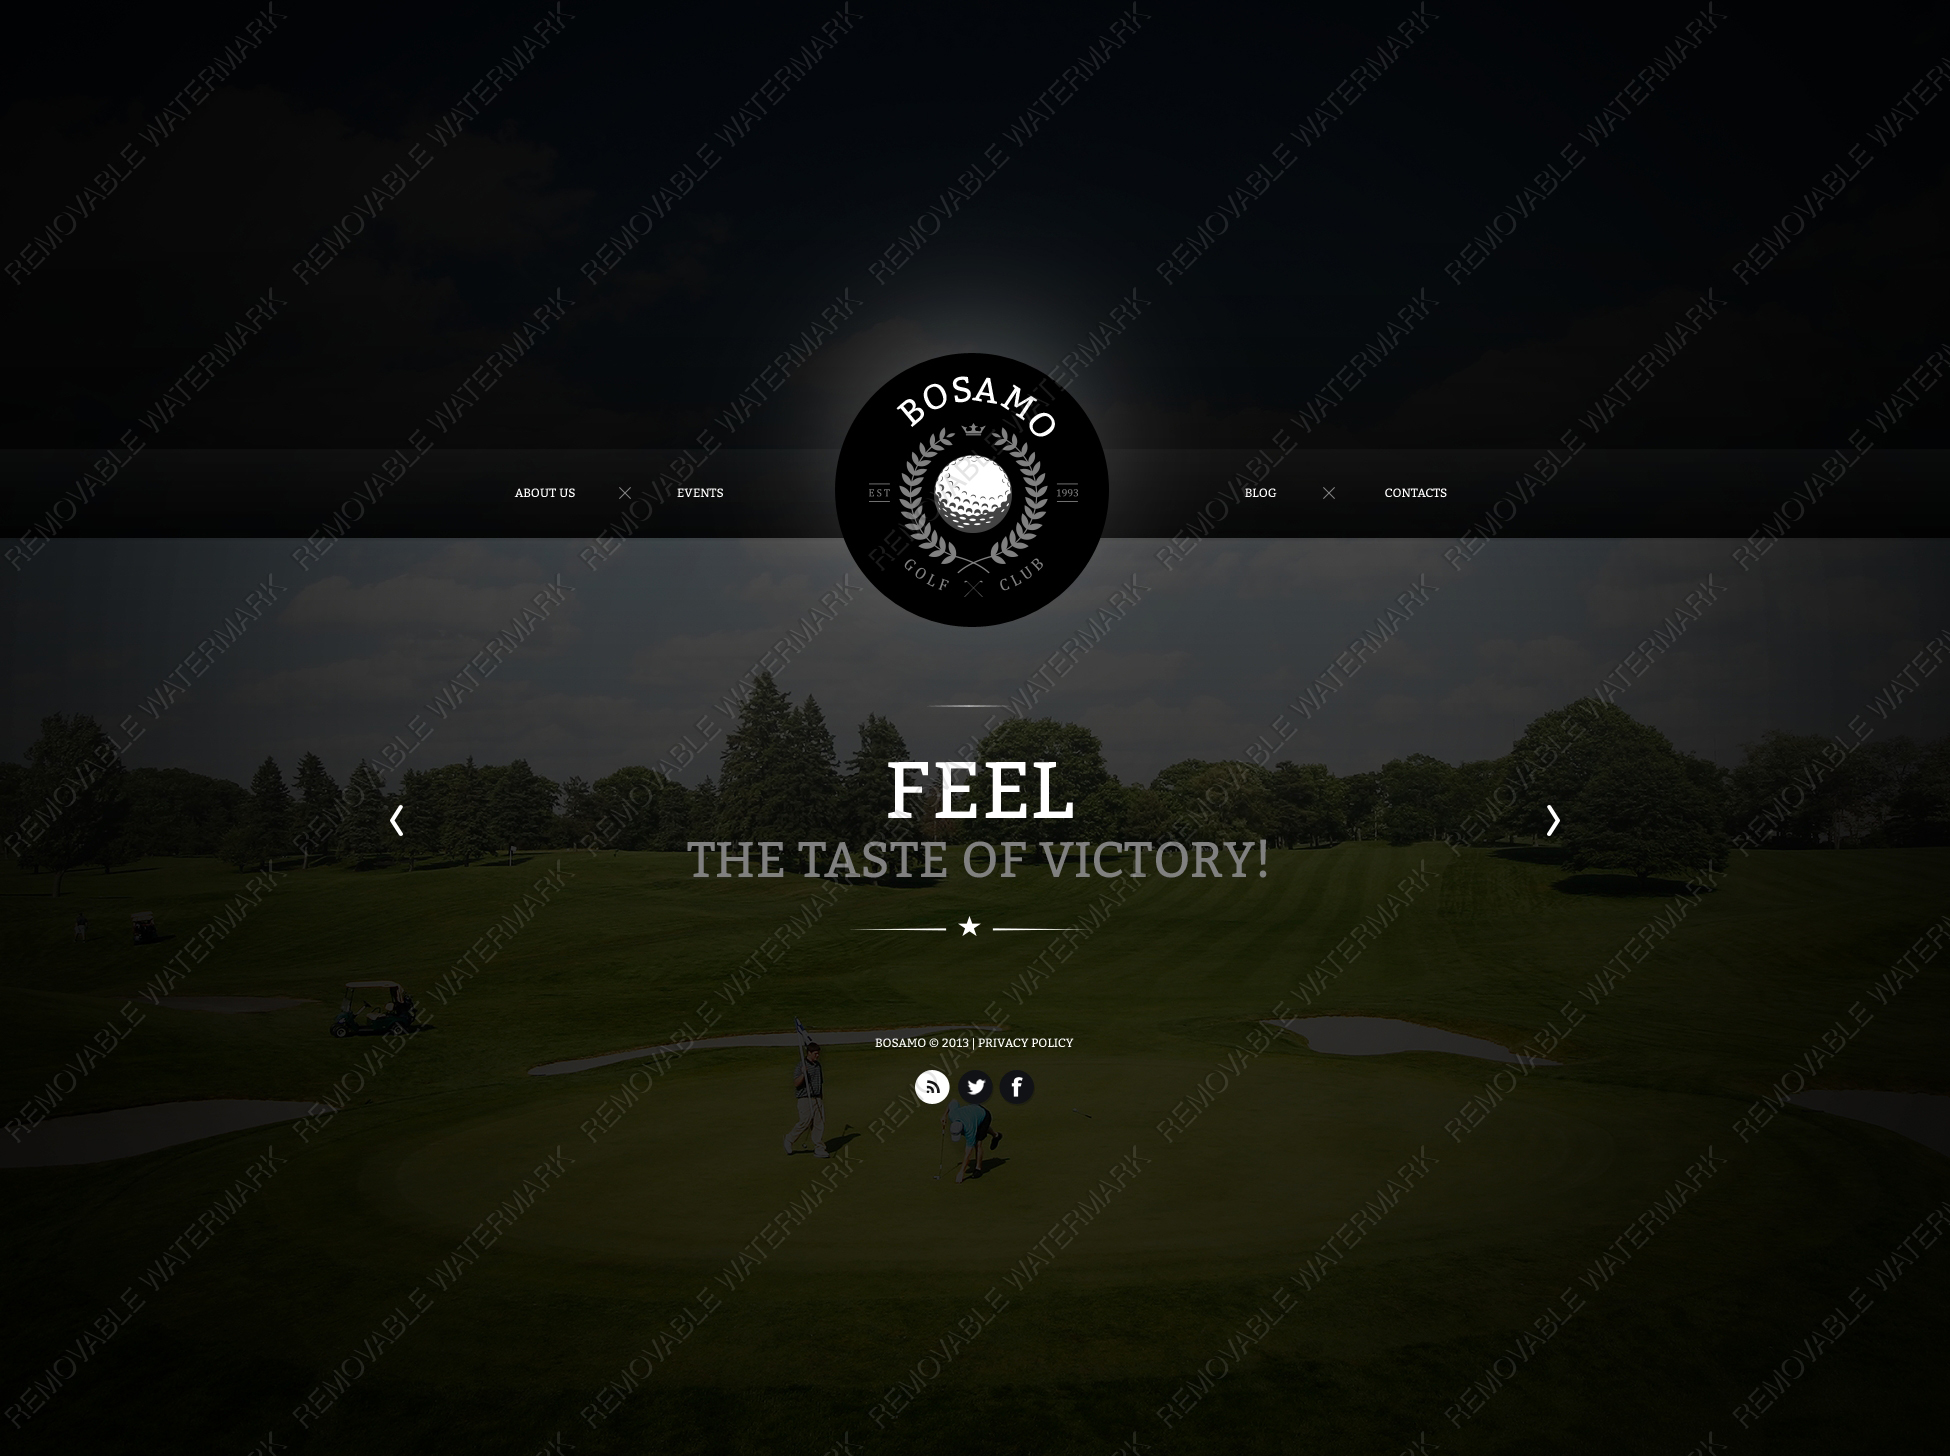 REMOVABLE WATERMARK
BOSAMO
EST 1993
GOLF CLUB
ABOUT US
EVENTS
BLOG
CONTACTS
FEEL
THE TASTE OF VICTORY!
BOSAMO © 2013 | PRIVACY POLICY